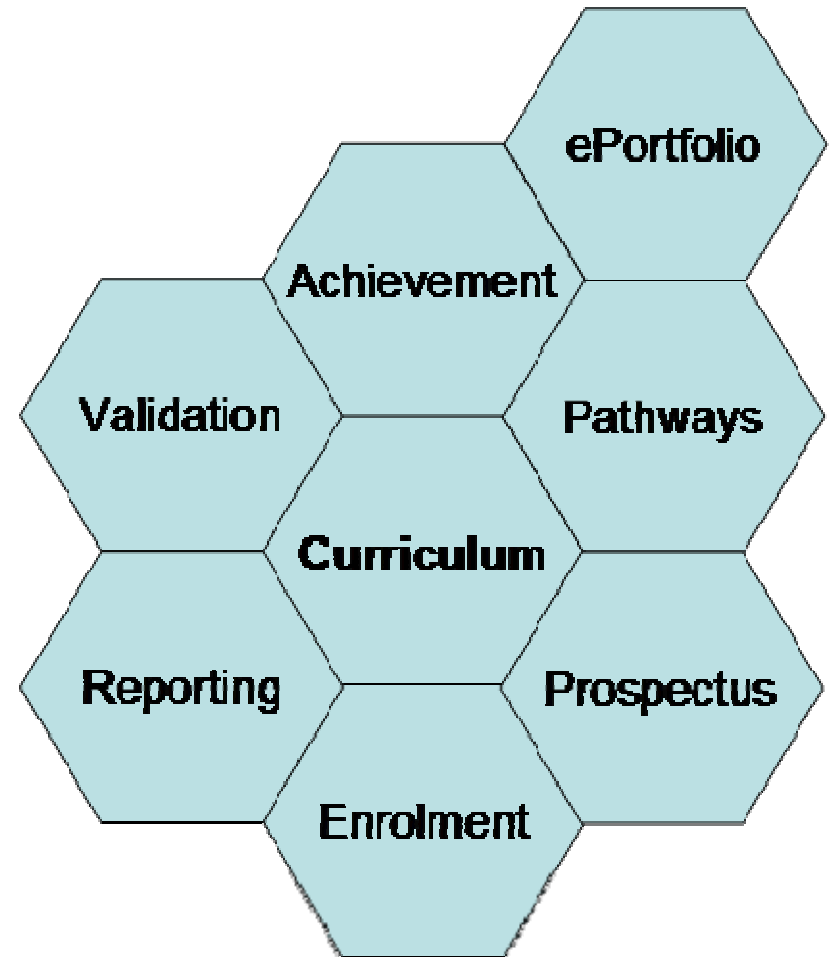 ePortfolio
Achievement
Validation
Pathways
Curriculum
Reporting
Prospectus
Enrolment